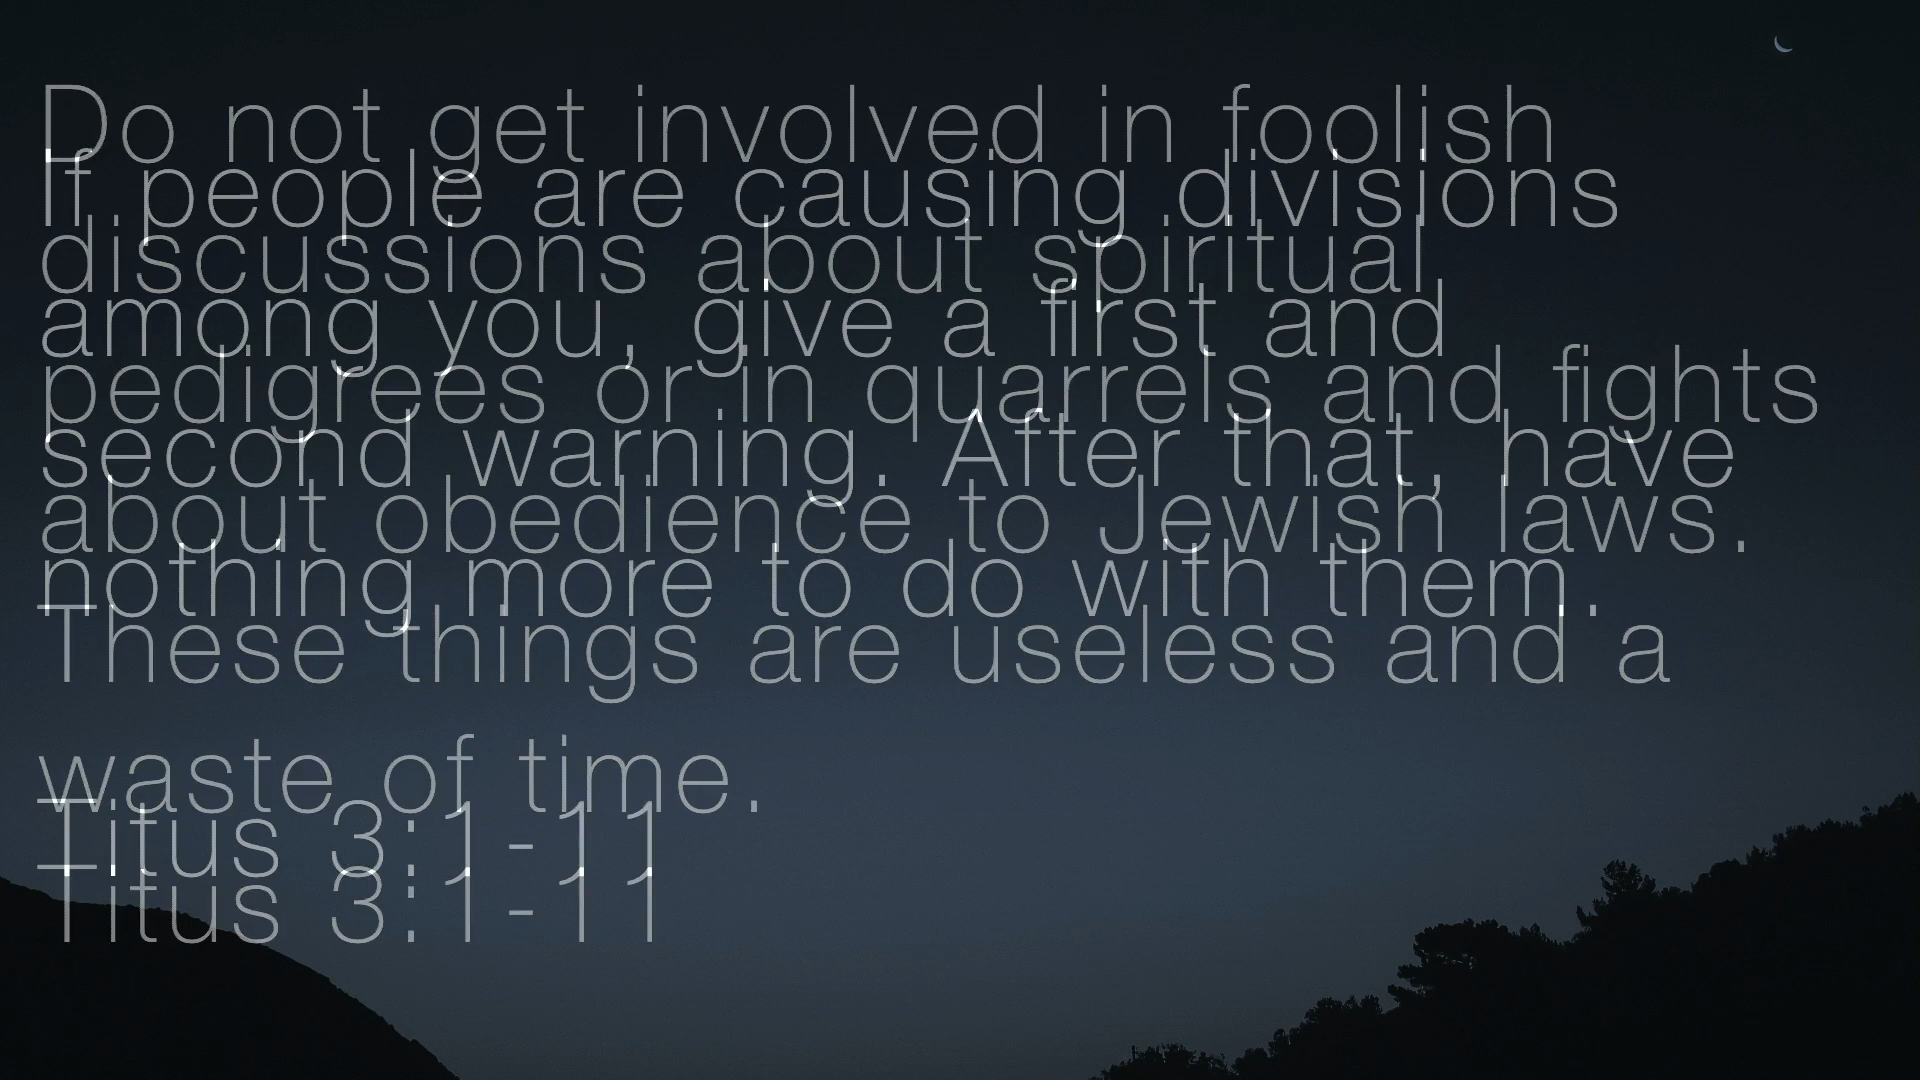 Do not get involved in foolish
If people are causing divisions
discussions about spiritual
among you, give a first and
pedigrees or in quarrels and fights
second warning. After that, have
about obedience to Jewish laws.
nothing more to do with them.
These things are useless and a
waste of time.
Titus 3:1-11
Titus 3:1-11